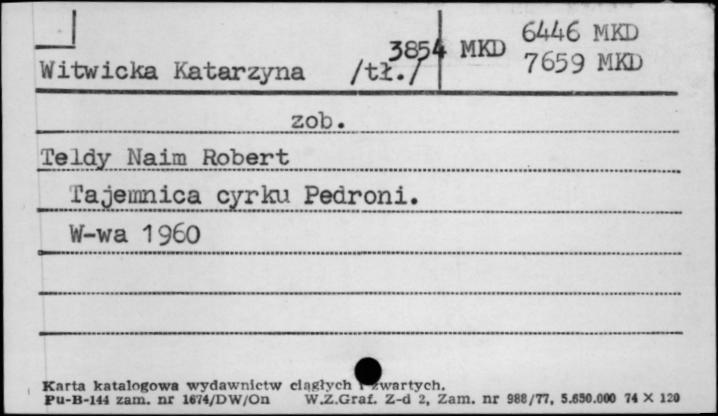 6446 MKD
3854 MKD 7659 MKD
Witwicka Katarzyna /tł./
zob.
Teldy Naim Robert
Tajemnica cyrku Pedroni.
W-wa 1960
Karta katalogowa wydawnictw ciągłych i zwartych.
Pu-B-144 zam. nr 1674/DW/On W.Z.Graf. Z-d 2, Zam. nr 988/77, 5.650.000 74 X 120